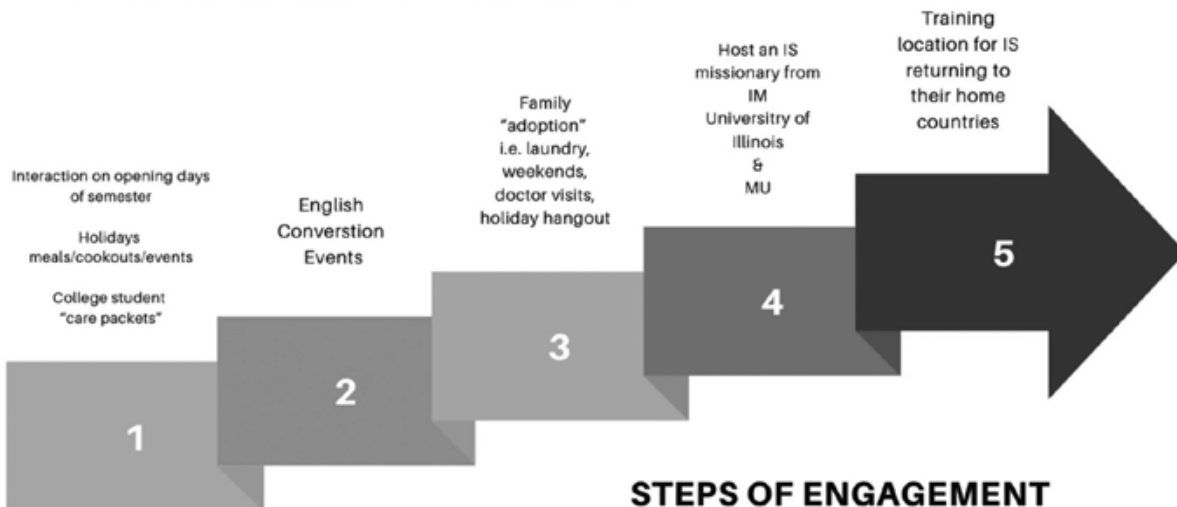 Interaction on opening days
of semester
Holidays
meals/cookouts/events
College student
"care packets"
1
English
Converstion
Events
2
Family
"adoption"
i.e. laundry,
weekends,
doctor visits,
holiday hangout
3
Host an IS
missionary from
IM
Universitry of
Illinois
&
MU
4
Training
location for IS
returning to
their home
countries
5
STEPS OF ENGAGEMENT